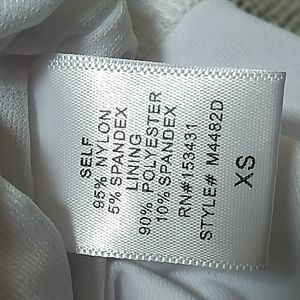 SELF
95% NYLON
5% SPANDEX
LINING
90% POLYESTER
10% SPANDEX
RN# 153431
STYLE# M4482D
XS